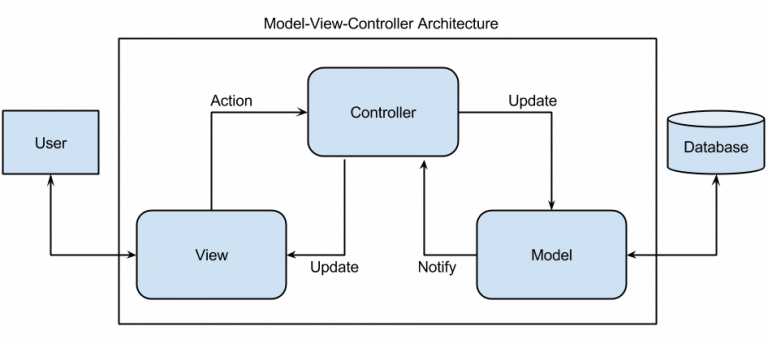 Model-View-Controller Architecture
Action
Controller
Update
User
Database
View
Update
Notify
Model